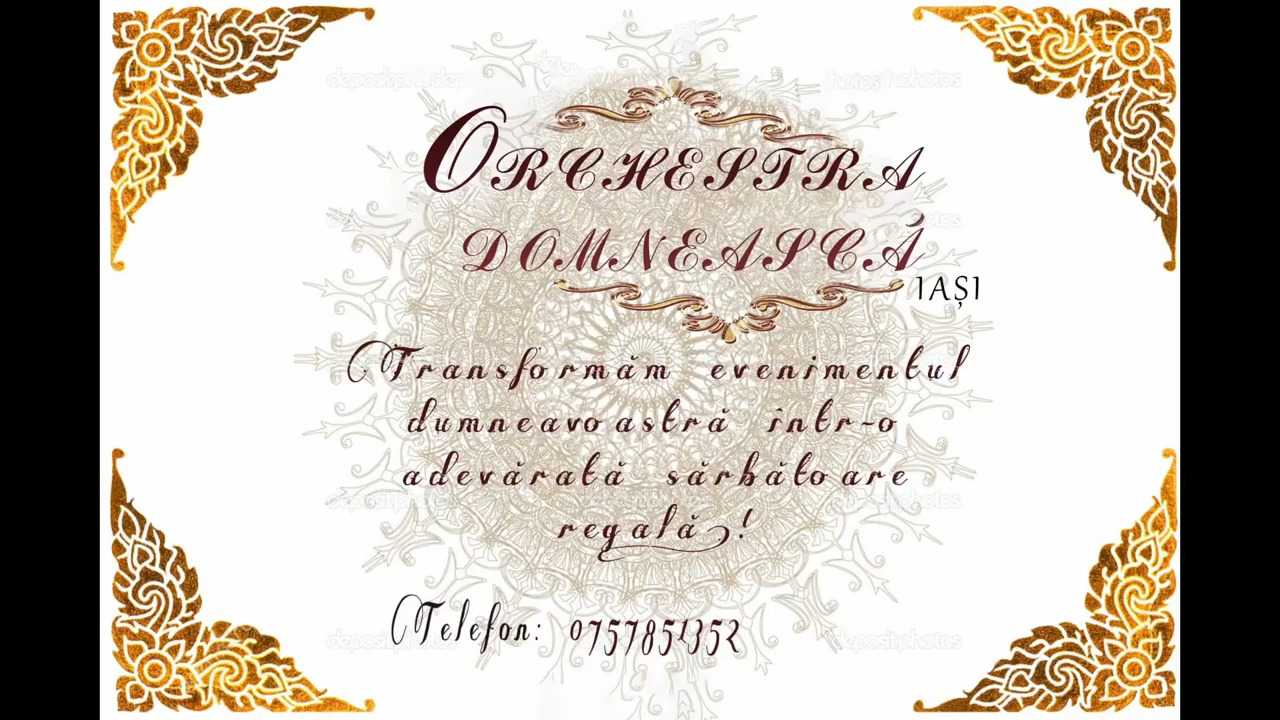 ORCHESTRA
DOMNEASCĂ
IAȘI
Transformăm evenimentul
dumneavoastră într-o
adevărată sărbătoare
regală!
Telefon: 0757851352